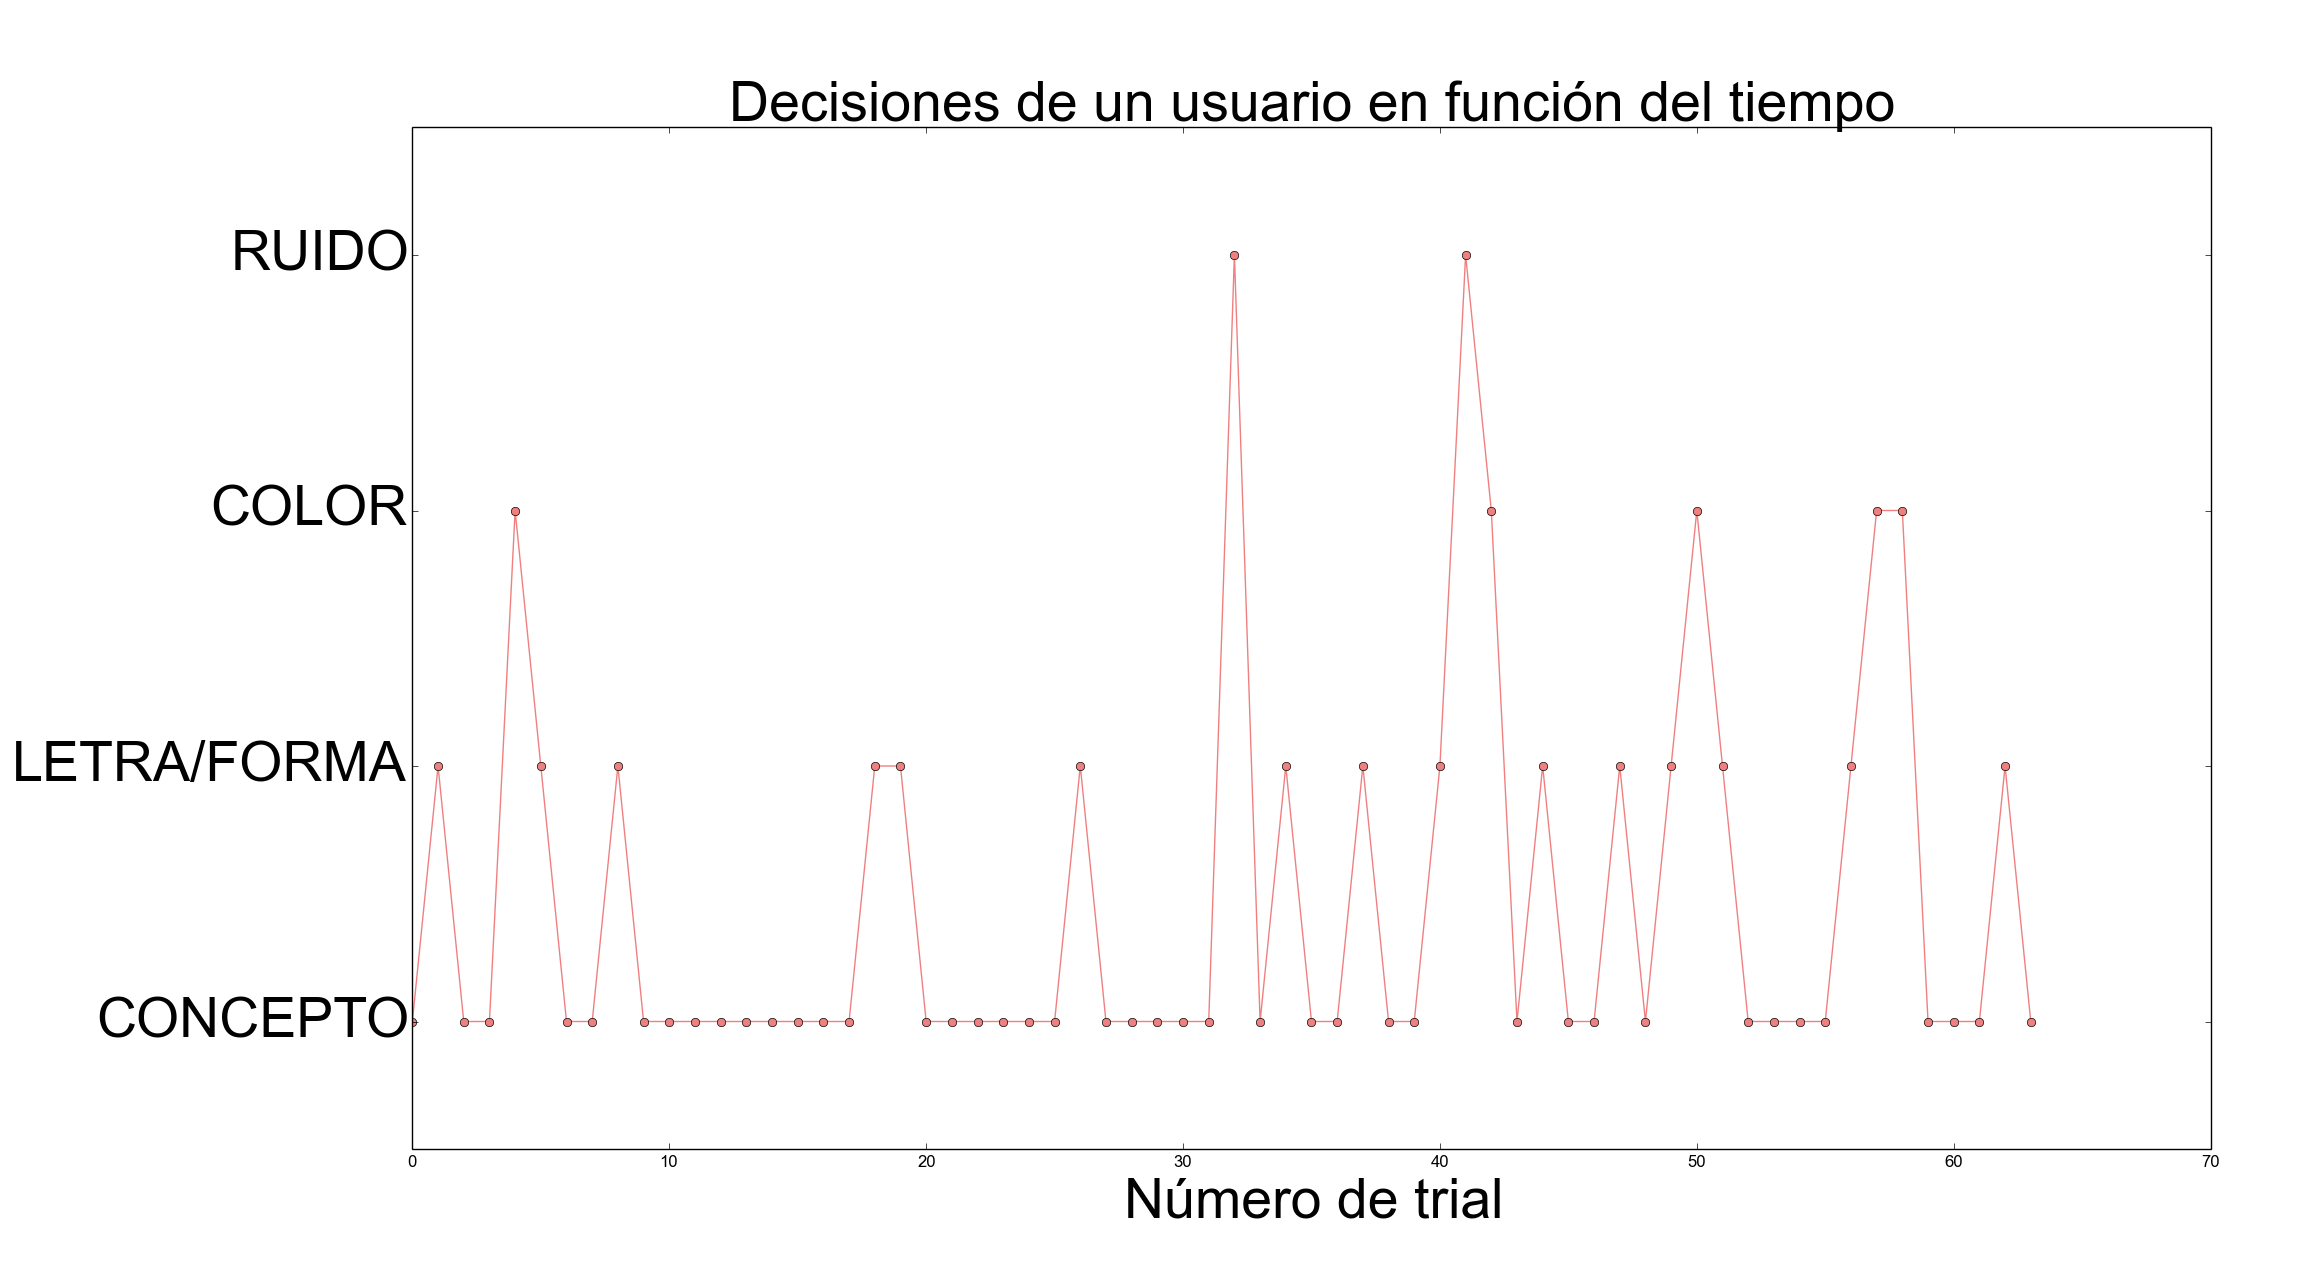 Decisiones de un usuario en función del tiempo
RUIDO
COLOR
LETRA/FORMA
CONCEPTO
0 10 20 30 40 50 60 70
Número de trial